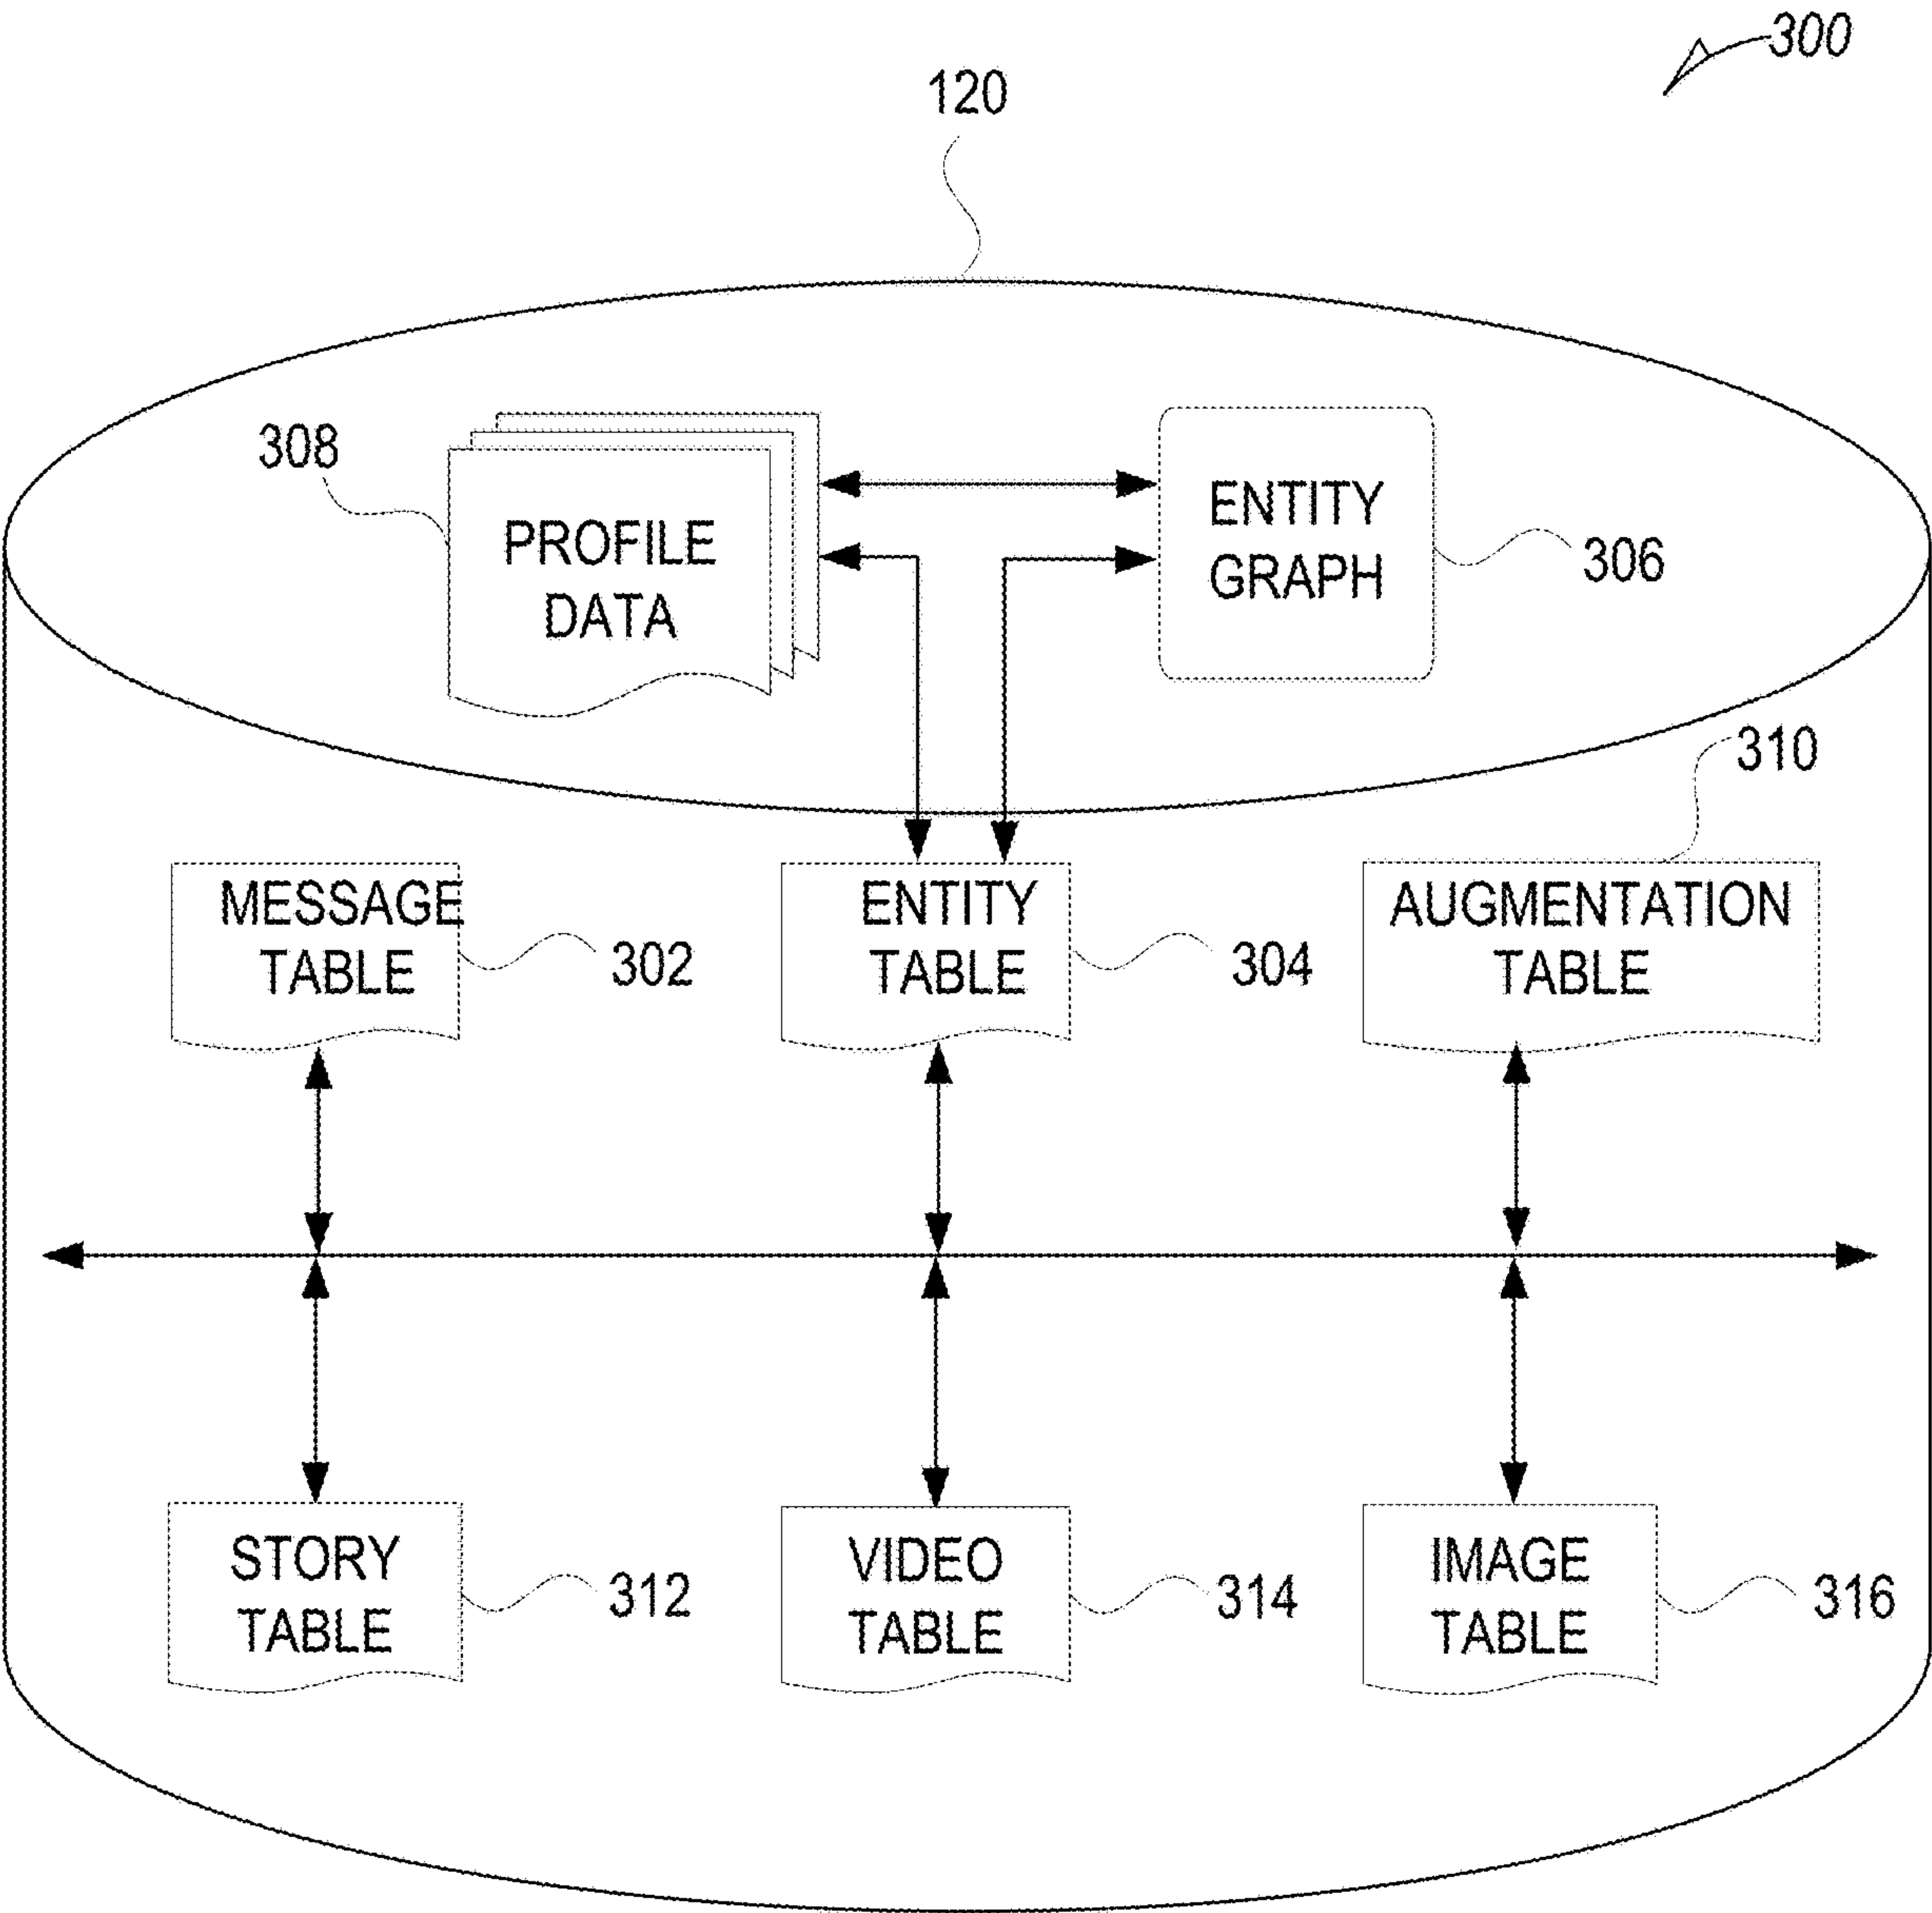 300
120
308
PROFILE
DATA
ENTITY
GRAPH
306
310
MESSAGE
TABLE
302
ENTITY
TABLE
304
AUGMENTATION
TABLE
STORY
TABLE
312
VIDEO
TABLE
314
IMAGE
TABLE
316